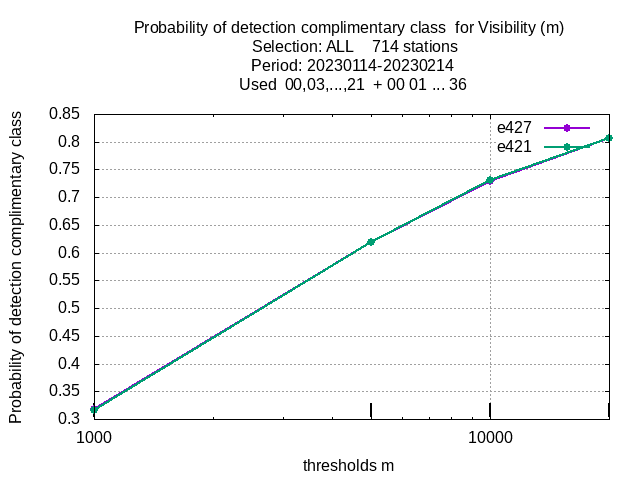 Probability of detection complimentary class  for Visibility (m)
Selection: ALL    714 stations
Period: 20230114-20230214
Used  00,03,...,21  + 00 01 ... 36
Probability of detection complimentary class
0.85
0.8
0.75
0.7
0.65
0.6
0.55
0.5
0.45
0.4
0.35
0.3
e427
e421
1000
10000
thresholds m